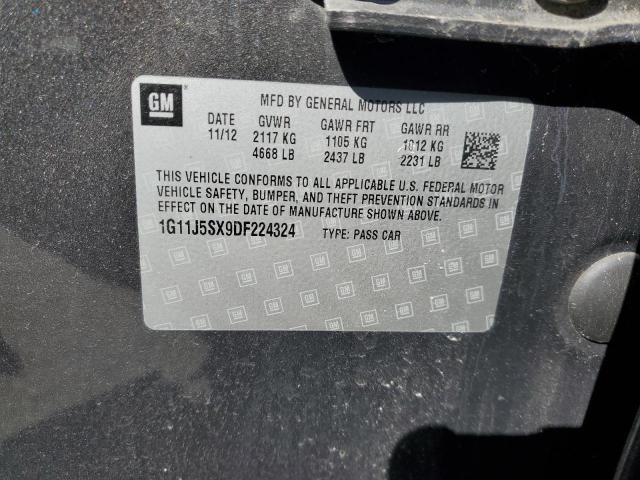 GM
MFD BY GENERAL MOTORS LLC
DATE GVWR GAWR FRT GAWR RR
11/12 2117 KG 1105 KG 1012 KG
4668 LB 2437 LB 2231 LB
THIS VEHICLE CONFORMS TO ALL APPLICABLE U.S. FEDERAL MOTOR
VEHICLE SAFETY, BUMPER, AND THEFT PREVENTION STANDARDS IN
EFFECT ON THE DATE OF MANUFACTURE SHOWN ABOVE.
1G11J5SX9DF224324 TYPE: PASS CAR